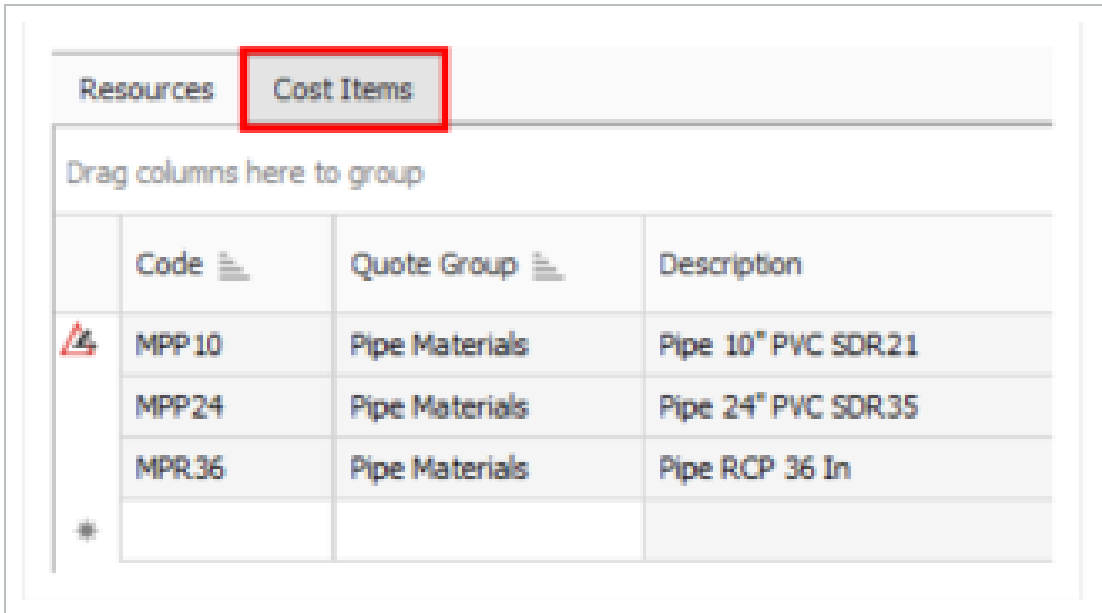 Resources Cost Items
Drag columns here to group
Code Quote Group Description
MPP10 Pipe Materials Pipe 10" PVC SDR21
MPP24 Pipe Materials Pipe 24" PVC SDR35
MPR36 Pipe Materials Pipe RCP 36 In